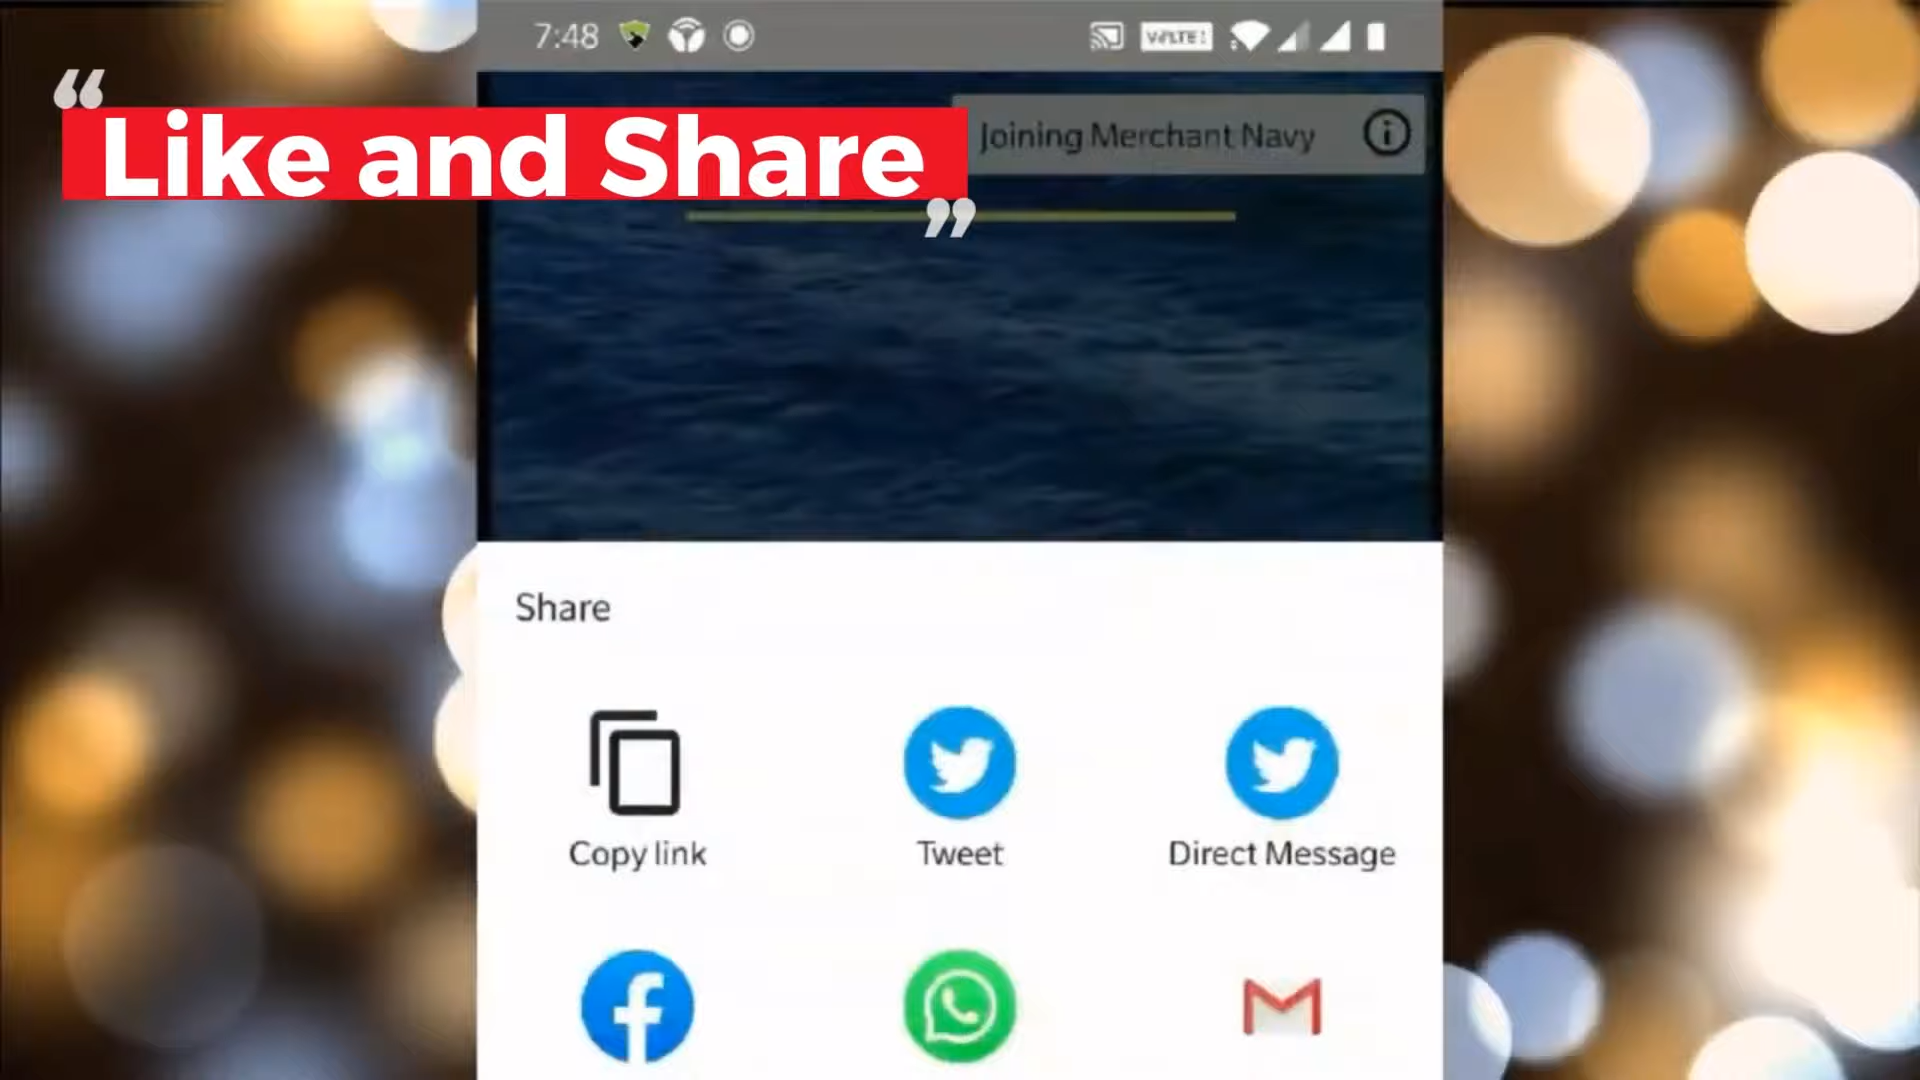 7:48
VoLTE
“Like and Share”
Joining Merchant Navy
Share
Copy link
Tweet
Direct Message